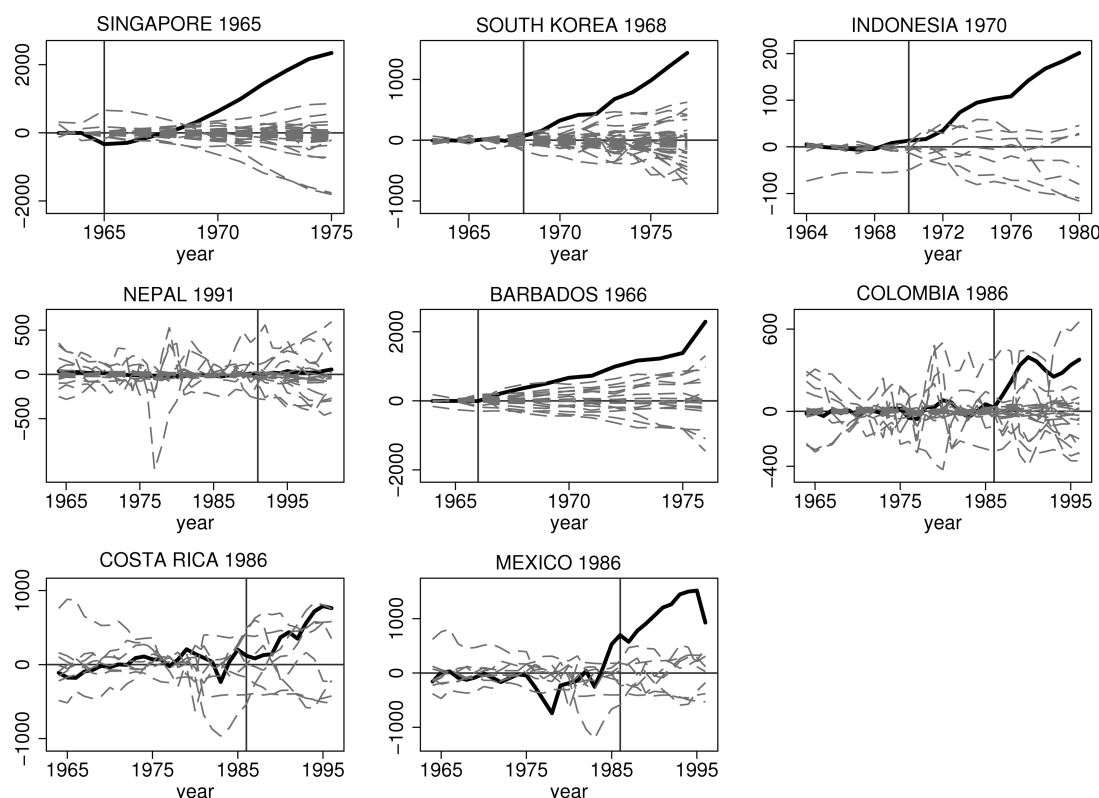 SINGAPORE 1965
2000
0
−2000
1965 1970 1975
year
SOUTH KOREA 1968
1000
0
−1000
1965 1970 1975
year
INDONESIA 1970
200
100
0
−100
1964 1968 1972 1976 1980
year
NEPAL 1991
500
0
−500
1965 1975 1985 1995
year
BARBADOS 1966
2000
0
−2000
1965 1970 1975
year
COLOMBIA 1986
600
0
−400
1965 1975 1985 1995
year
COSTA RICA 1986
1000
0
−1000
1965 1975 1985 1995
year
MEXICO 1986
1000
0
−1000
1965 1975 1985 1995
year